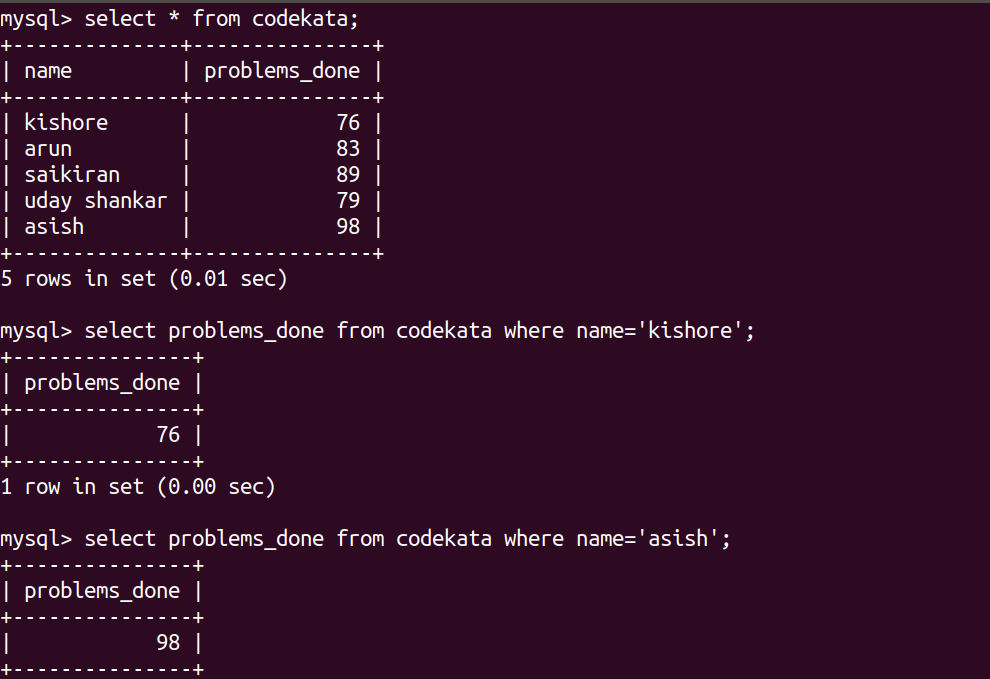 mysql> select * from codekata;
+--------------+---------------+
| name         | problems_done |
+--------------+---------------+
| kishore      |            76 |
| arun         |            83 |
| saikiran     |            89 |
| uday shankar |            79 |
| asish        |            98 |
+--------------+---------------+
5 rows in set (0.01 sec)

mysql> select problems_done from codekata where name='kishore';
+---------------+
| problems_done |
+---------------+
|            76 |
+---------------+
1 row in set (0.00 sec)

mysql> select problems_done from codekata where name='asish';
+---------------+
| problems_done |
+---------------+
|            98 |
+---------------+